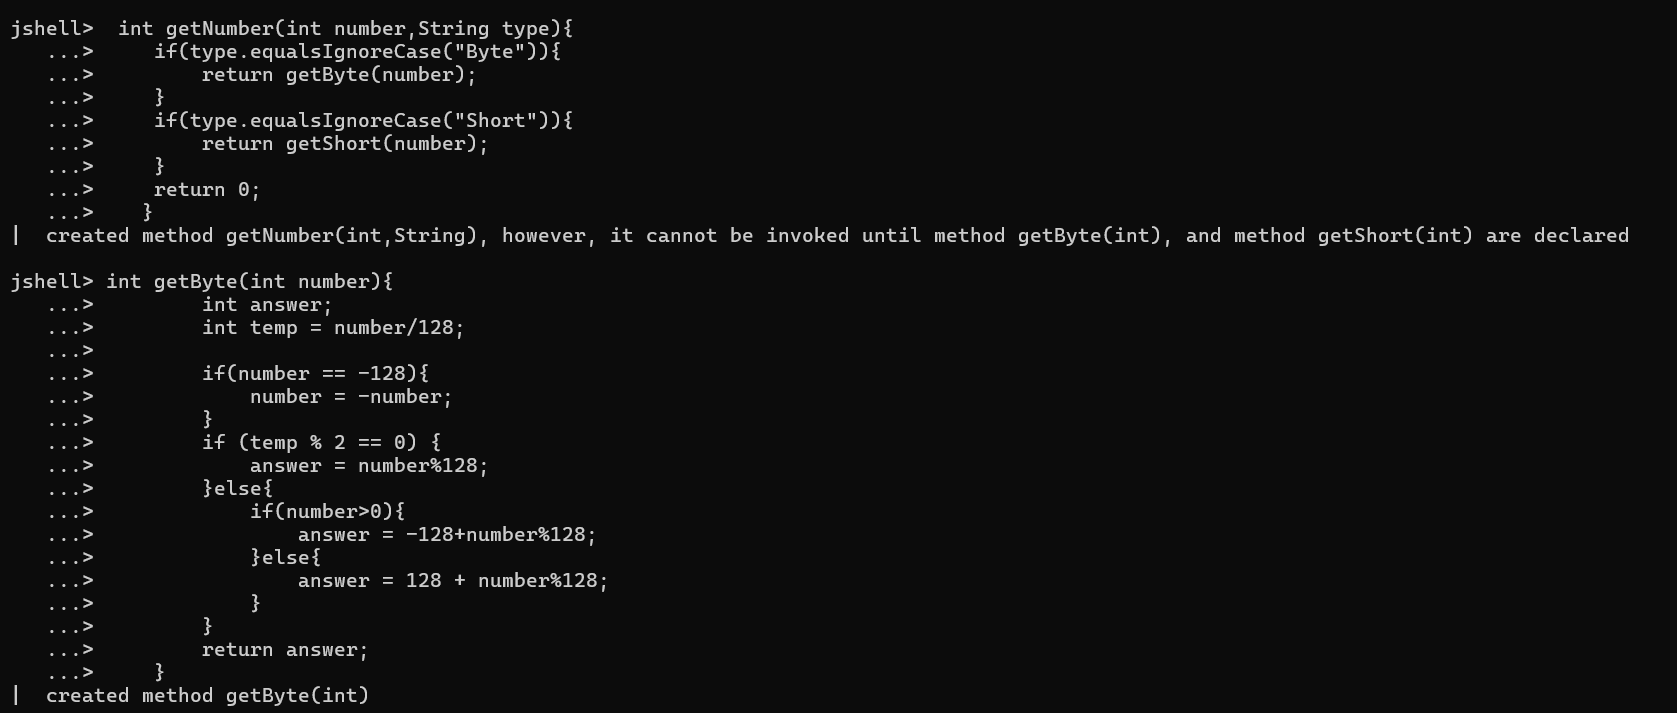 jshell>  int getNumber(int number,String type){
   ...>     if(type.equalsIgnoreCase("Byte")){
   ...>         return getByte(number);
   ...>     }
   ...>     if(type.equalsIgnoreCase("Short")){
   ...>         return getShort(number);
   ...>     }
   ...>     return 0;
   ...>    }
|  created method getNumber(int,String), however, it cannot be invoked until method getByte(int), and method getShort(int) are declared

jshell> int getByte(int number){
   ...>         int answer;
   ...>         int temp = number/128;
   ...>
   ...>         if(number == -128){
   ...>             number = -number;
   ...>         }
   ...>         if (temp % 2 == 0) {
   ...>             answer = number%128;
   ...>         }else{
   ...>             if(number>0){
   ...>                 answer = -128+number%128;
   ...>             }else{
   ...>                 answer = 128 + number%128;
   ...>             }
   ...>         }
   ...>         return answer;
   ...>     }
|  created method getByte(int)